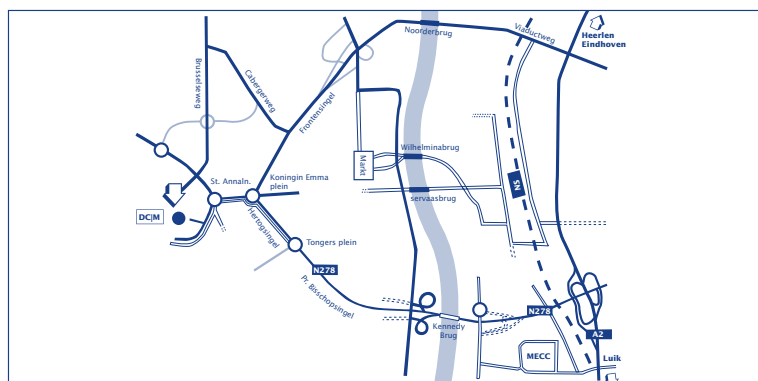 Noorderbrug
Viaductweg
Heerlen
Eindhoven
Brusselseweg
Cabergerweg
Frontensingel
Markt
Wilhelminabrug
St. Annaln.
Koningin Emma
plein
NS
servaasbrug
DC|M
Hertogsingel
Tongers plein
N278
Pr. Bisschopsingel
Kennedy
Brug
N278
A2
MECC
Luik